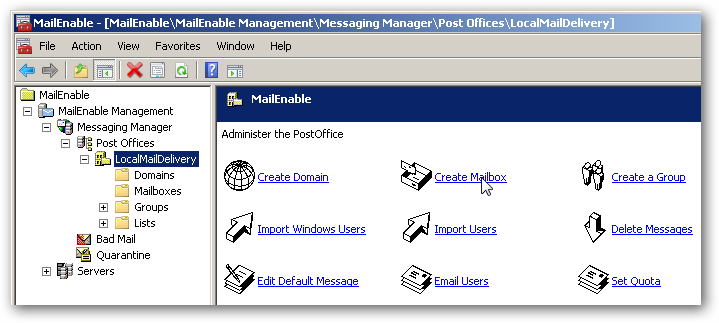 MailEnable - [MailEnable\MailEnable Management\Messaging Manager\Post Offices\LocalMailDelivery]
File Action View Favorites Window Help
MailEnable
MailEnable Management
Messaging Manager
Post Offices
LocalMailDelivery
Domains
Mailboxes
Groups
Lists
Bad Mail
Quarantine
Servers
MailEnable
Administer the PostOffice
Create Domain Create Mailbox Create a Group
Import Windows Users Import Users Delete Messages
Edit Default Message Email Users Set Quota